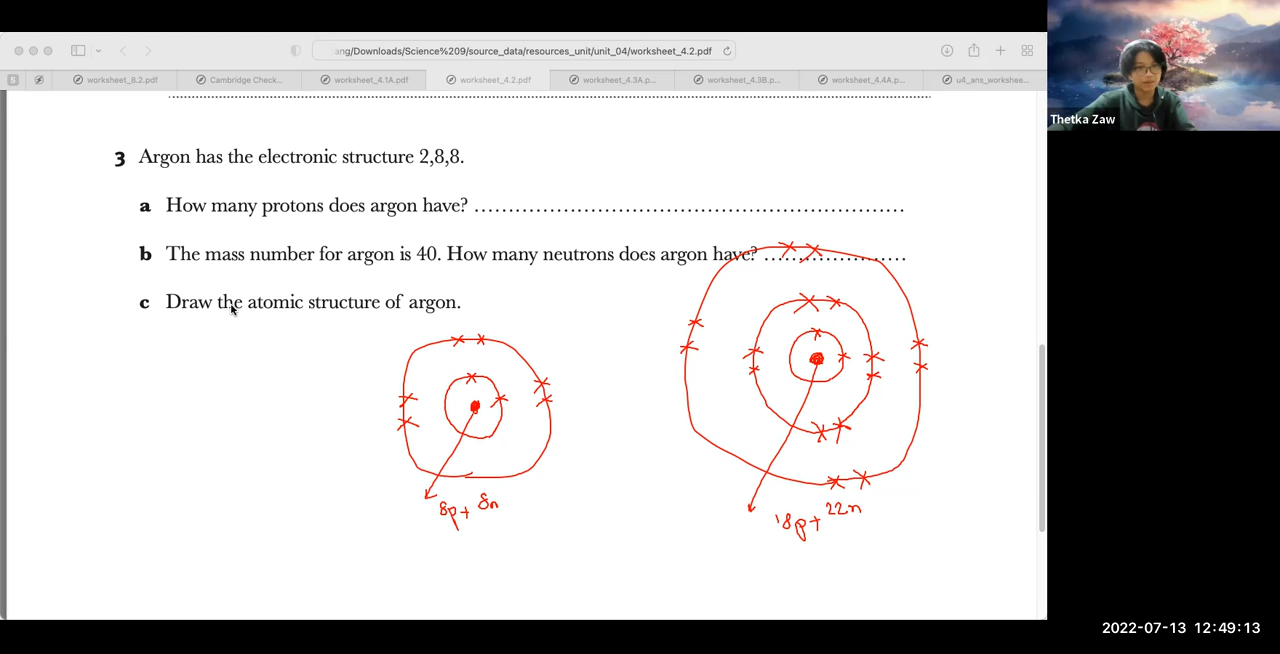 ang/Downloads/Science%209/source_data/resources_unit/unit_04/worksheet_4.2.pdf
worksheet_8.2.pdf
Cambridge Check...
worksheet_4.1A.pdf
worksheet_4.2.pdf
worksheet_4.3A.p...
worksheet_4.3B.p...
worksheet_4.4A.p...
u4_ans_workshee...
Thetka Zaw
3 Argon has the electronic structure 2,8,8.
a How many protons does argon have?
b The mass number for argon is 40. How many neutrons does argon have?
c Draw the atomic structure of argon.
8p+ 8n
18p+ 22n
2022-07-13 12:49:13